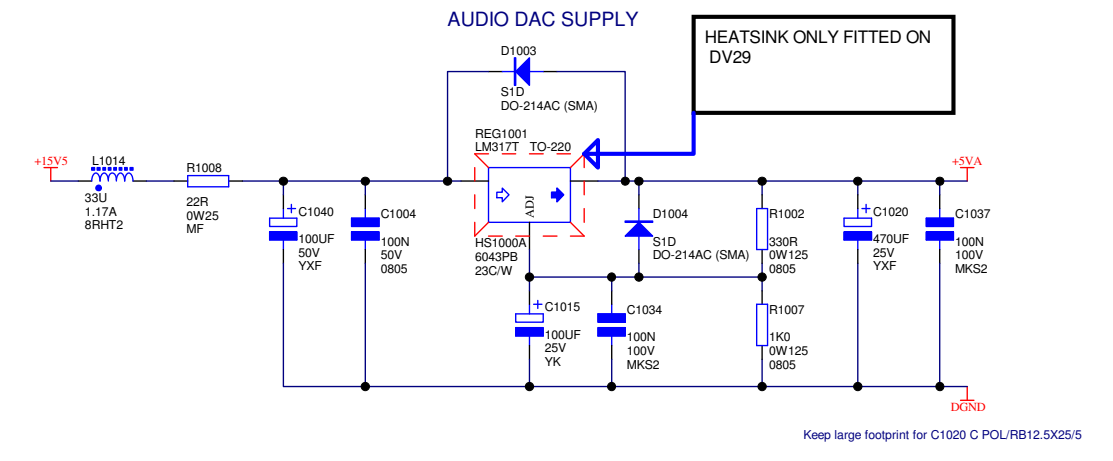 AUDIO DAC SUPPLY
HEATSINK ONLY FITTED ON
DV29
D1003
S1D
DO-214AC (SMA)
REG1001
LM317T TO-220
+15V5
L1014
33U
1.17A
8RHT2
R1008
22R
0W25
MF
+5VA
ADJ
C1040
100UF
50V
YXF
C1004
100N
50V
0805
HS1000A
6043PB
23C/W
D1004
S1D
DO-214AC (SMA)
R1002
330R
0W125
0805
C1020
470UF
25V
YXF
C1037
100N
100V
MKS2
C1015
100UF
25V
YK
C1034
100N
100V
MKS2
R1007
1K0
0W125
0805
DGND
Keep large footprint for C1020 C POL/RB12.5X25/5